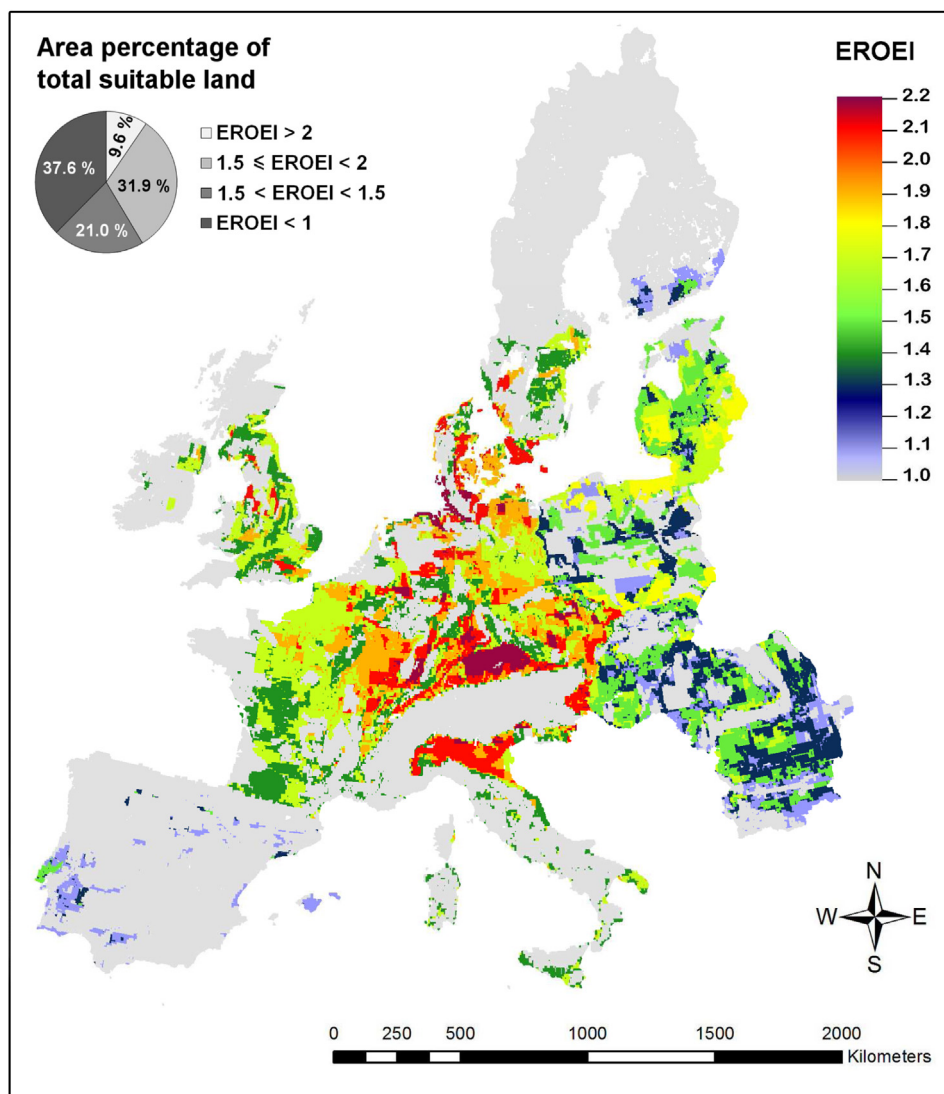 Area percentage of
total suitable land
9.6 %
31.9 %
21.0 %
37.6 %
EROEI > 2
1.5 ⩽ EROEI < 2
1.5 < EROEI < 1.5
EROEI < 1
EROEI
2.2
2.1
2.0
1.9
1.8
1.7
1.6
1.5
1.4
1.3
1.2
1.1
1.0
N
W E
S
0 250 500 1000 1500 2000
Kilometers